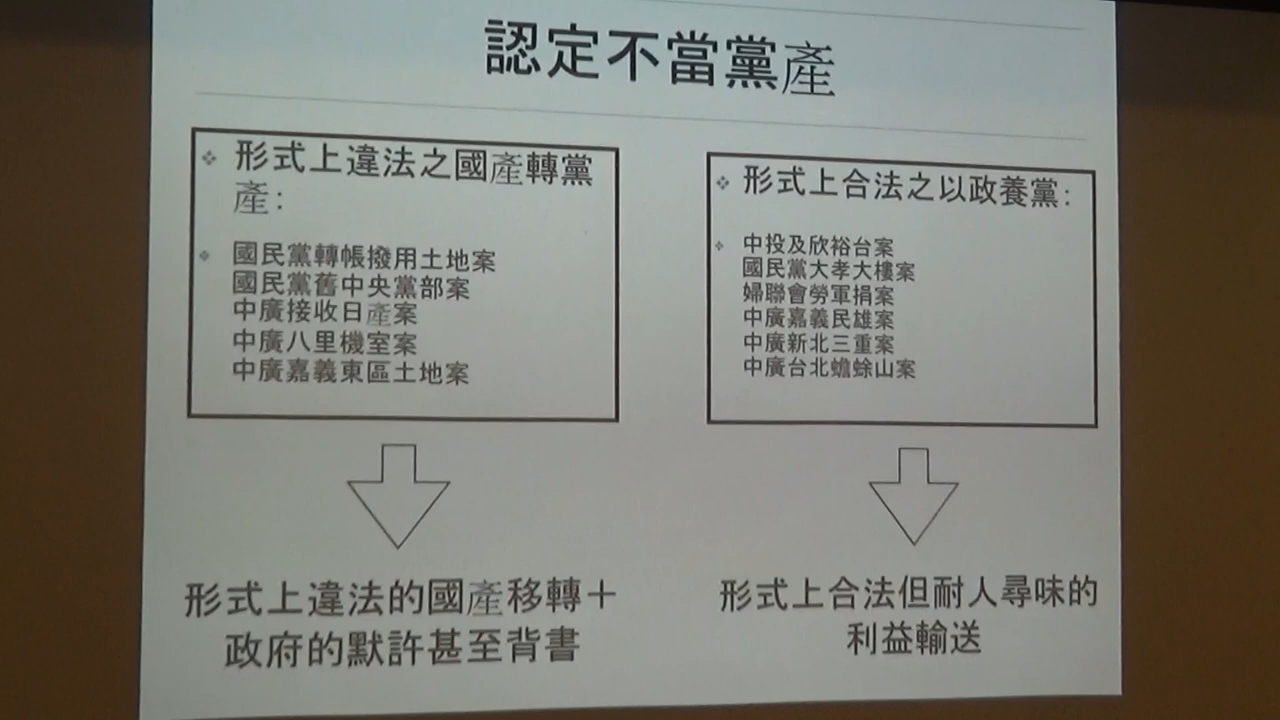 認定不當黨產
❖ 形式上違法之國產轉黨
產：
❖ 國民黨轉帳撥用土地案
國民黨舊中央黨部案
中廣接收日產案
中廣八里機室案
中廣嘉義東區土地案
形式上違法的國產移轉＋
政府的默許甚至背書
❖ 形式上合法之以政養黨：
❖ 中投及欣裕台案
國民黨大孝大樓案
婦聯會勞軍捐案
中廣嘉義民雄案
中廣新北三重案
中廣台北蟾蜍山案
形式上合法但耐人尋味的
利益輸送